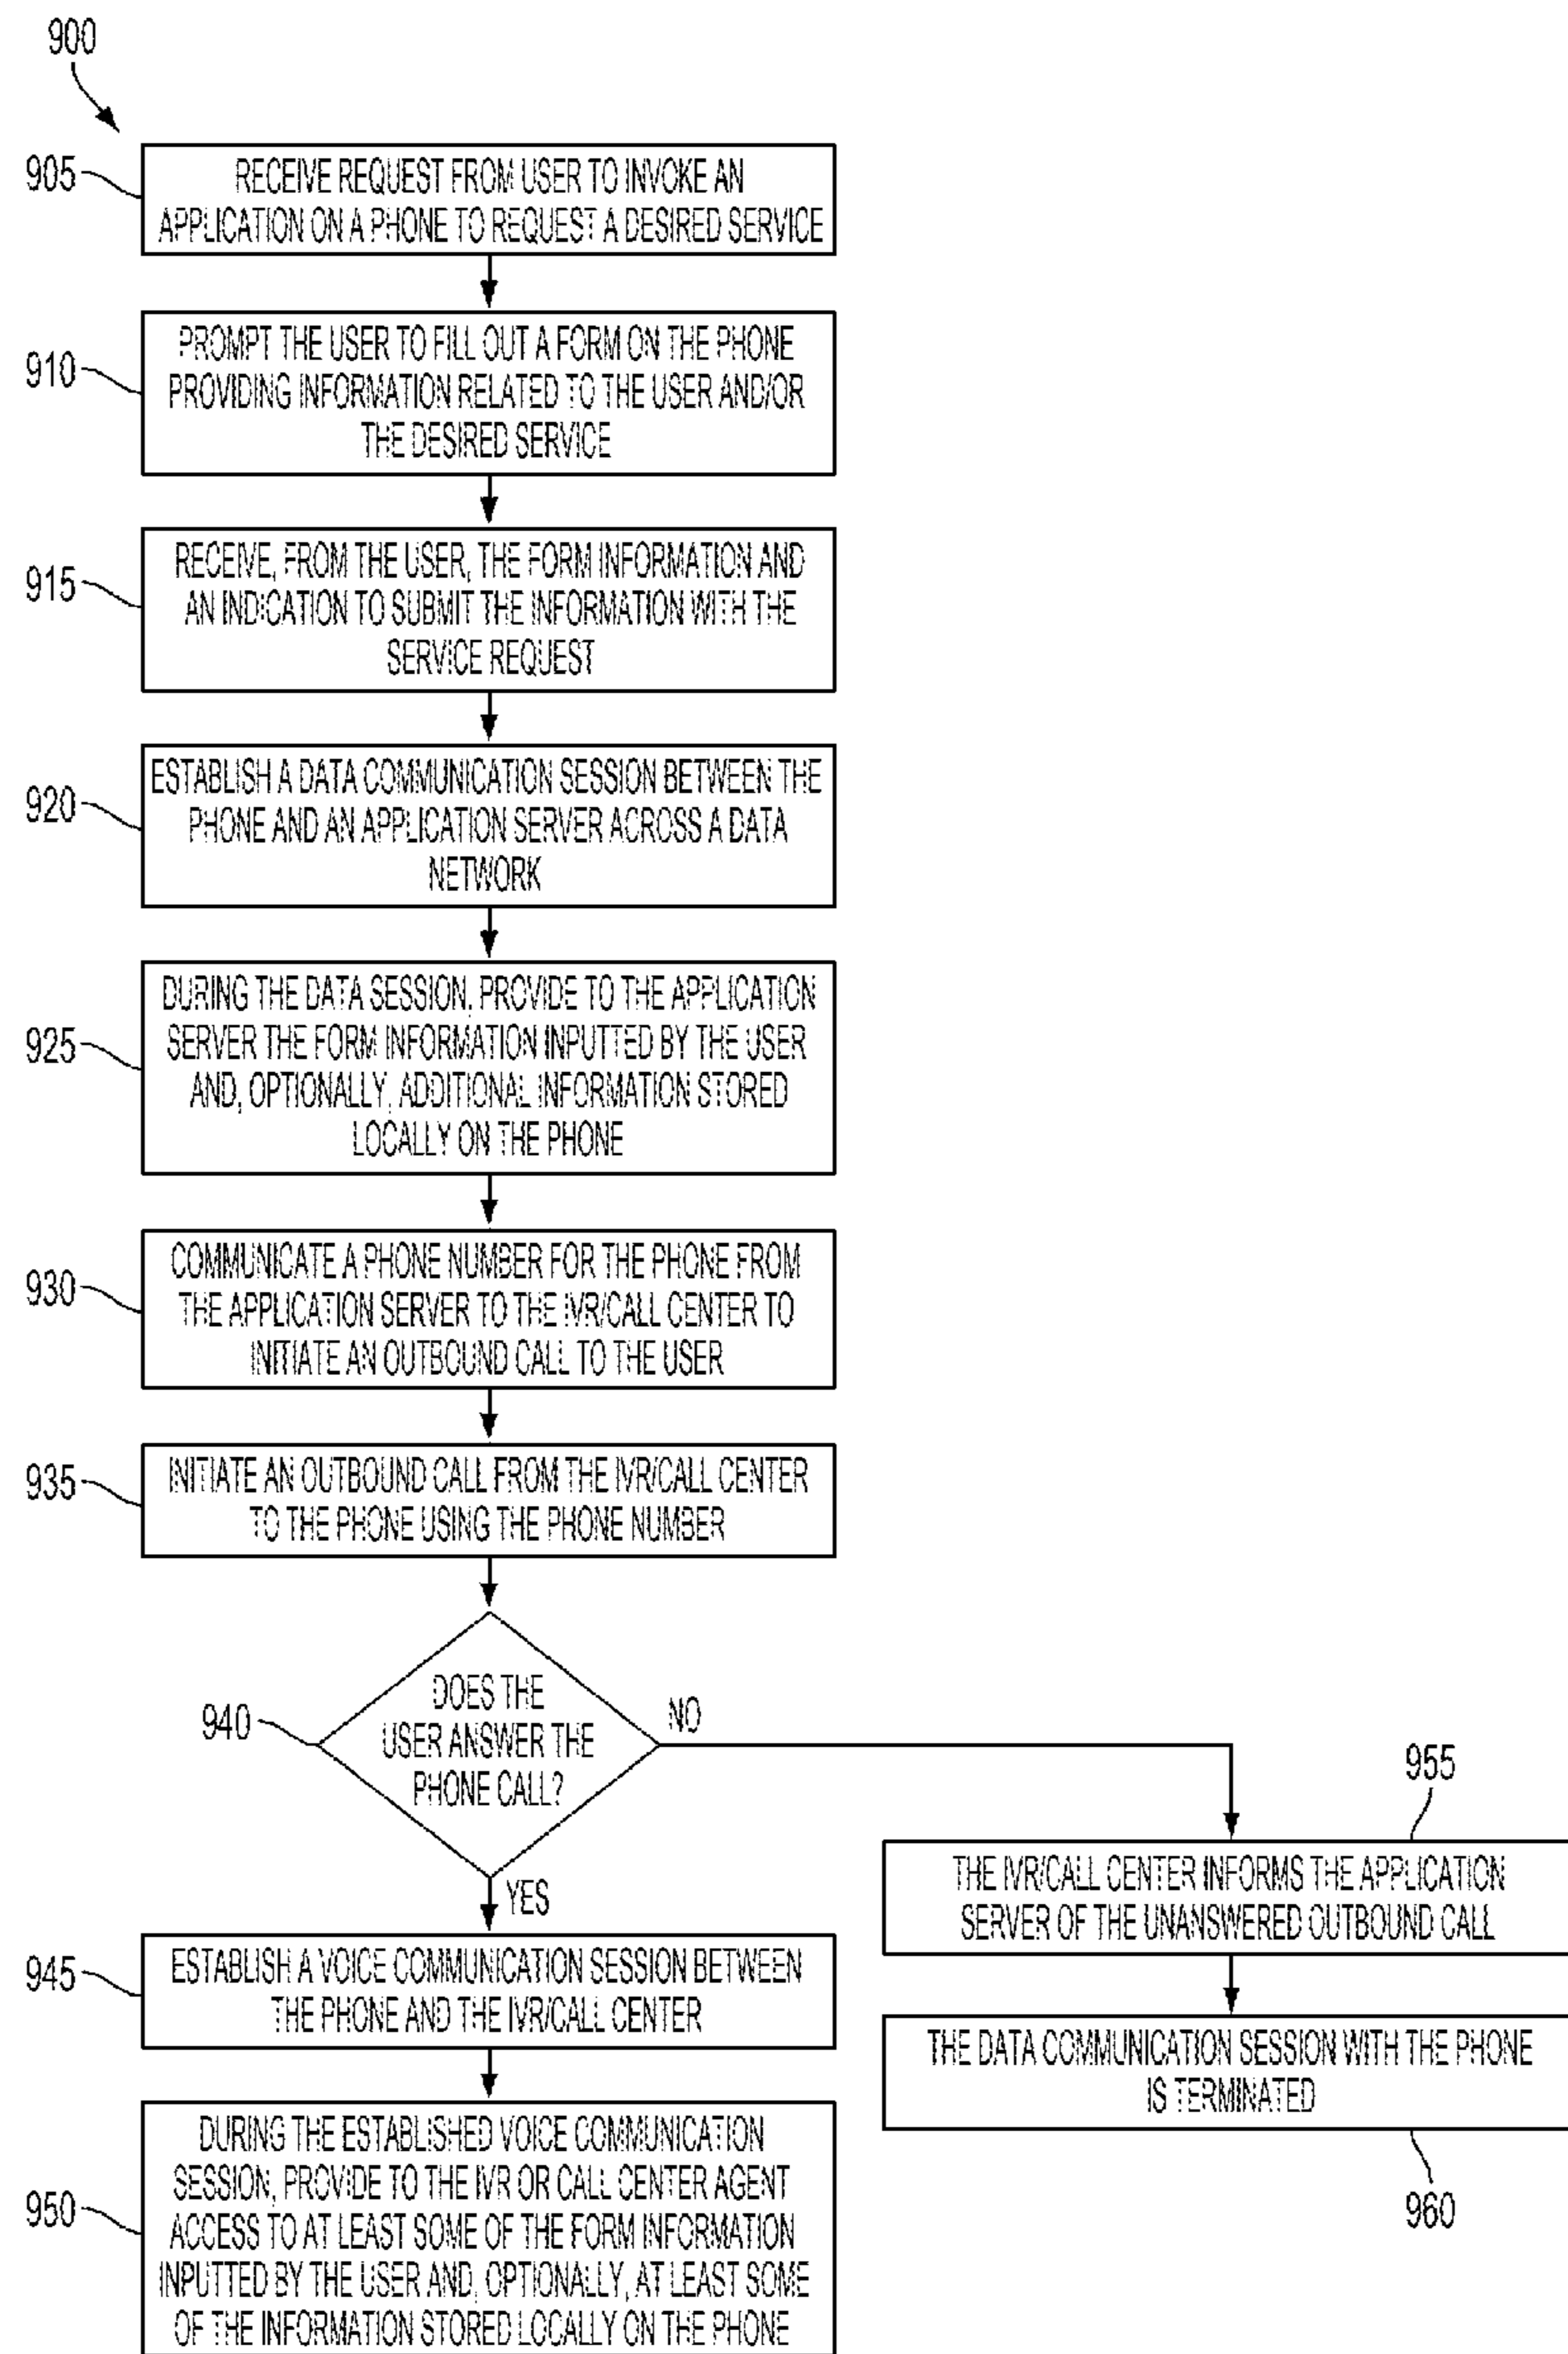 900
905
RECEIVE REQUEST FROM USER TO INVOKE AN
APPLICATION ON A PHONE TO REQUEST A DESIRED SERVICE
910
PROMPT THE USER TO FILL OUT A FORM ON THE PHONE
PROVIDING INFORMATION RELATED TO THE USER AND/OR
THE DESIRED SERVICE
915
RECEIVE, FROM THE USER, THE FORM INFORMATION AND
AN INDICATION TO SUBMIT THE INFORMATION WITH THE
SERVICE REQUEST
920
ESTABLISH A DATA COMMUNICATION SESSION BETWEEN THE
PHONE AND AN APPLICATION SERVER ACROSS A DATA
NETWORK
925
DURING THE DATA SESSION, PROVIDE TO THE APPLICATION
SERVER THE FORM INFORMATION INPUTTED BY THE USER
AND, OPTIONALLY, ADDITIONAL INFORMATION STORED
LOCALLY ON THE PHONE
930
COMMUNICATE A PHONE NUMBER FOR THE PHONE FROM
THE APPLICATION SERVER TO THE IVR/CALL CENTER TO
INITIATE AN OUTBOUND CALL TO THE USER
935
INITIATE AN OUTBOUND CALL FROM THE IVR/CALL CENTER
TO THE PHONE USING THE PHONE NUMBER
940
DOES THE
USER ANSWER THE
PHONE CALL?
NO
YES
945
ESTABLISH A VOICE COMMUNICATION SESSION BETWEEN
THE PHONE AND THE IVR/CALL CENTER
950
DURING THE ESTABLISHED VOICE COMMUNICATION
SESSION, PROVIDE TO THE IVR OR CALL CENTER AGENT
ACCESS TO AT LEAST SOME OF THE FORM INFORMATION
INPUTTED BY THE USER AND, OPTIONALLY, AT LEAST SOME
OF THE INFORMATION STORED LOCALLY ON THE PHONE
955
THE IVR/CALL CENTER INFORMS THE APPLICATION
SERVER OF THE UNANSWERED OUTBOUND CALL
THE DATA COMMUNICATION SESSION WITH THE PHONE
IS TERMINATED
960